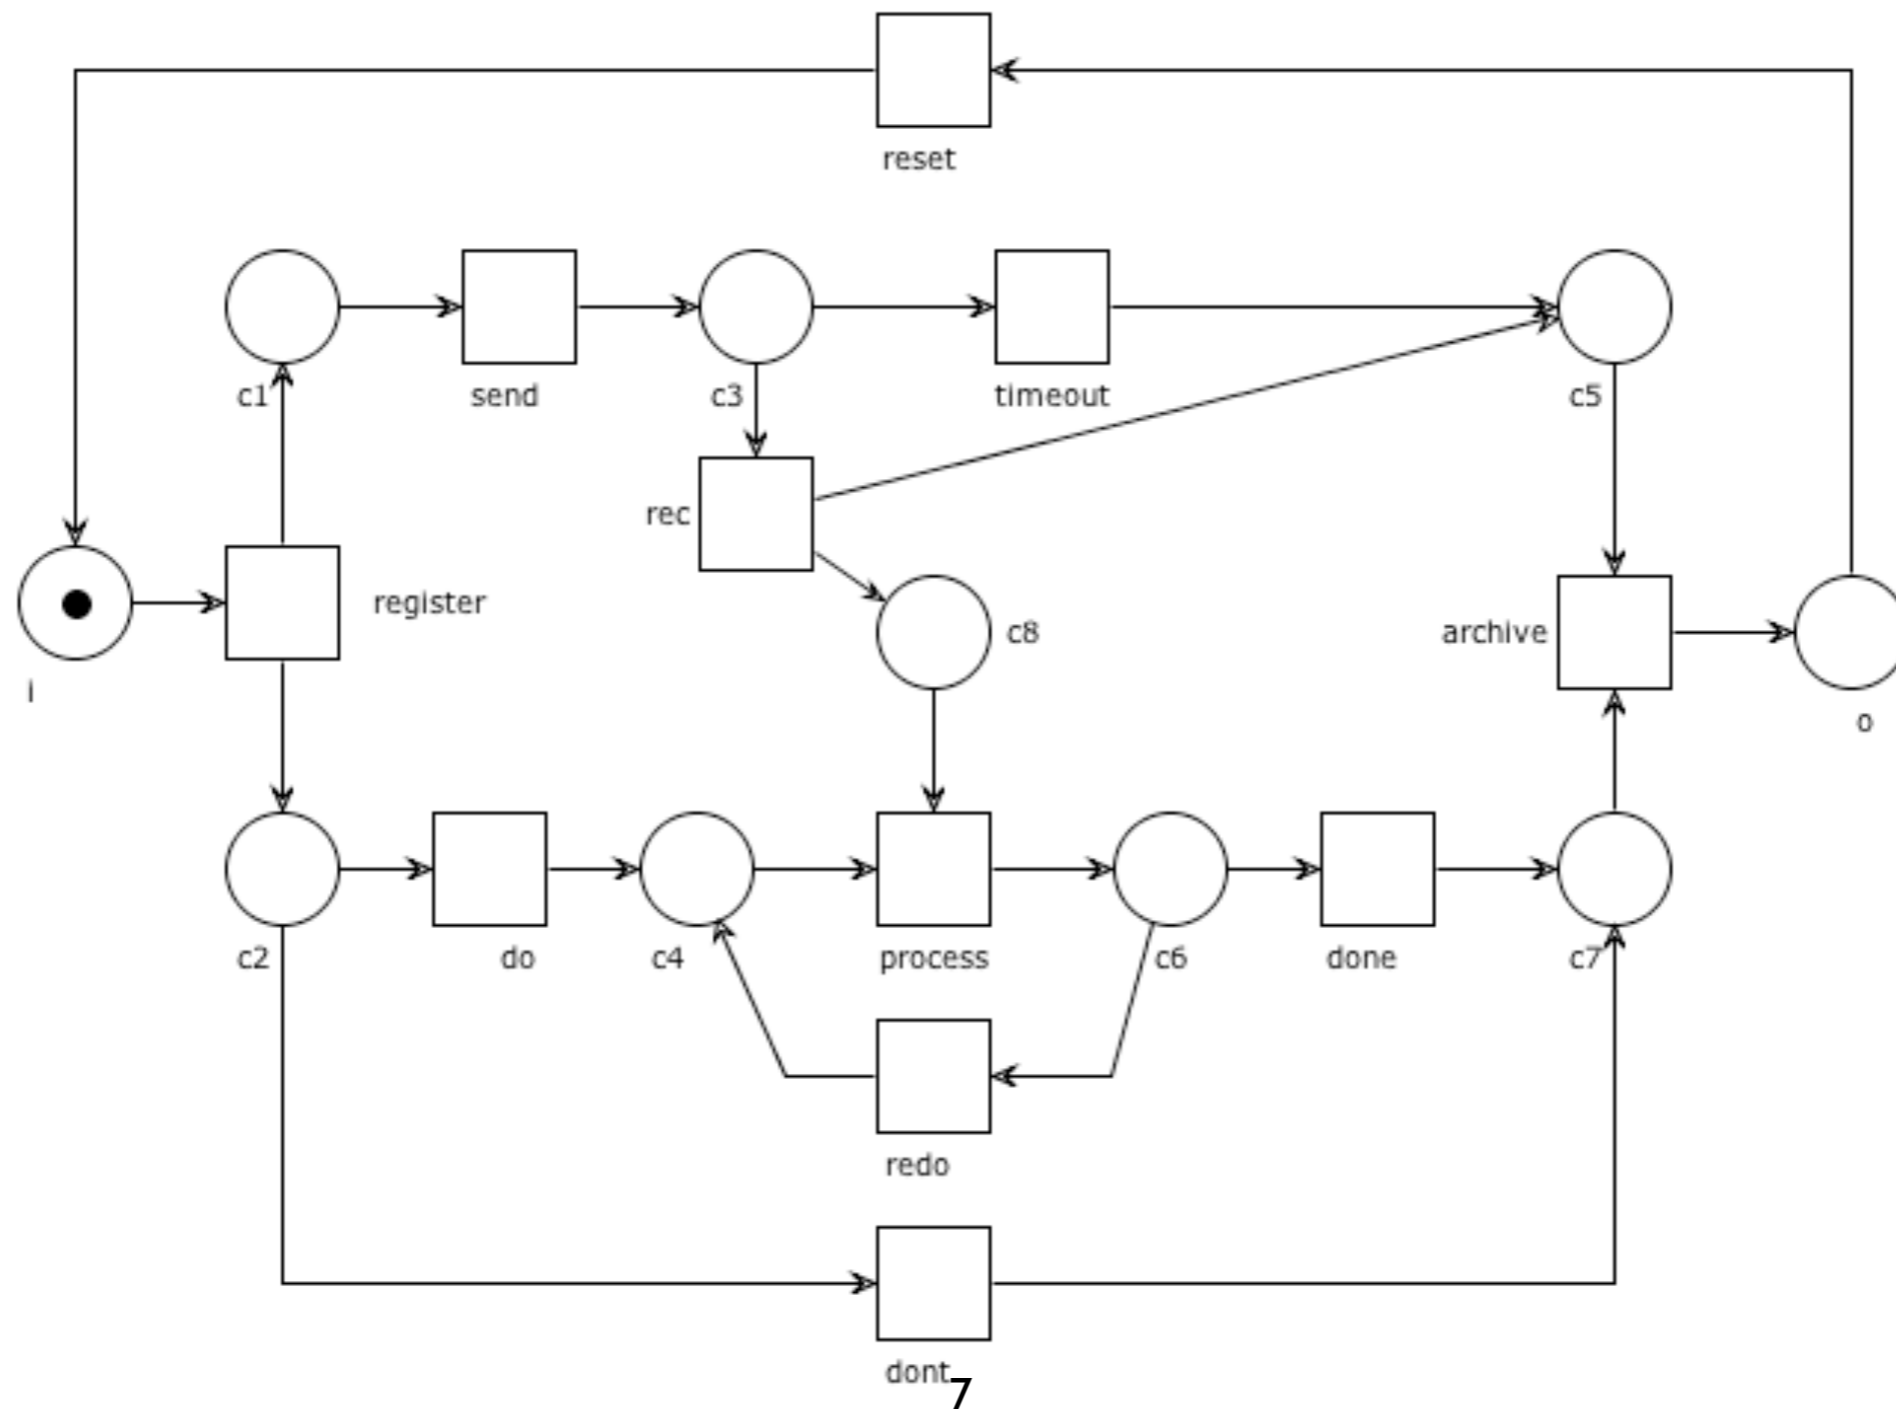 reset
c1
send
c3
timeout
c5
rec
register
c8
archive
i
o
c2
do
c4
process
c6
done
c7
redo
dont
7